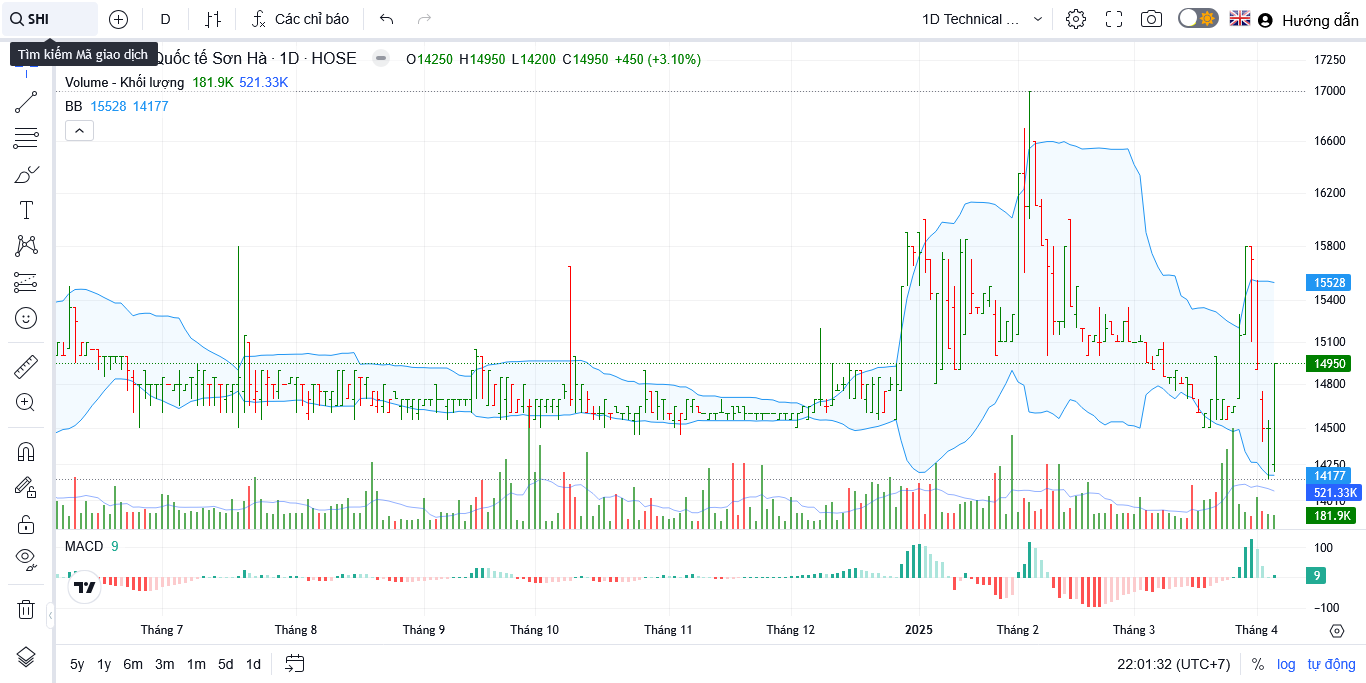 SHI
D
Các chỉ báo
1D Technical ...
Hướng dẫn
Tìm kiếm Mã giao dịch
Quốc tế Sơn Hà · 1D · HOSE
O14250 H14950 L14200 C14950 +450 (+3.10%)
Volume - Khối lượng 181.9K 521.33K
BB 15528 14177
17250
17000
16600
16200
15800
15528
15400
15100
14950
14800
14500
14250
14177
521.33K
181.9K
MACD 9
100
9
−100
Tháng 7
Tháng 8
Tháng 9
Tháng 10
Tháng 11
Tháng 12
2025
Tháng 2
Tháng 3
Tháng 4
5y 1y 6m 3m 1m 5d 1d
22:01:32 (UTC+7)
% log tự động